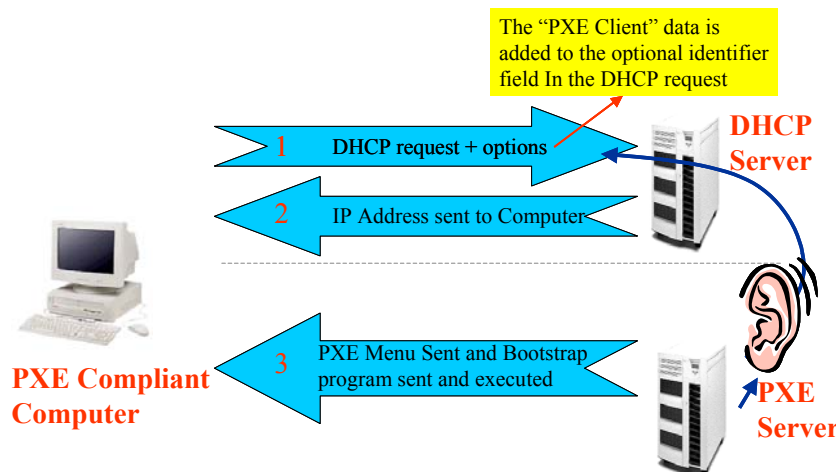 The “PXE Client” data is
added to the optional identifier
field In the DHCP request
1 DHCP request + options
DHCP
Server
2 IP Address sent to Computer
3 PXE Menu Sent and Bootstrap
program sent and executed
PXE Compliant
Computer
PXE
Server